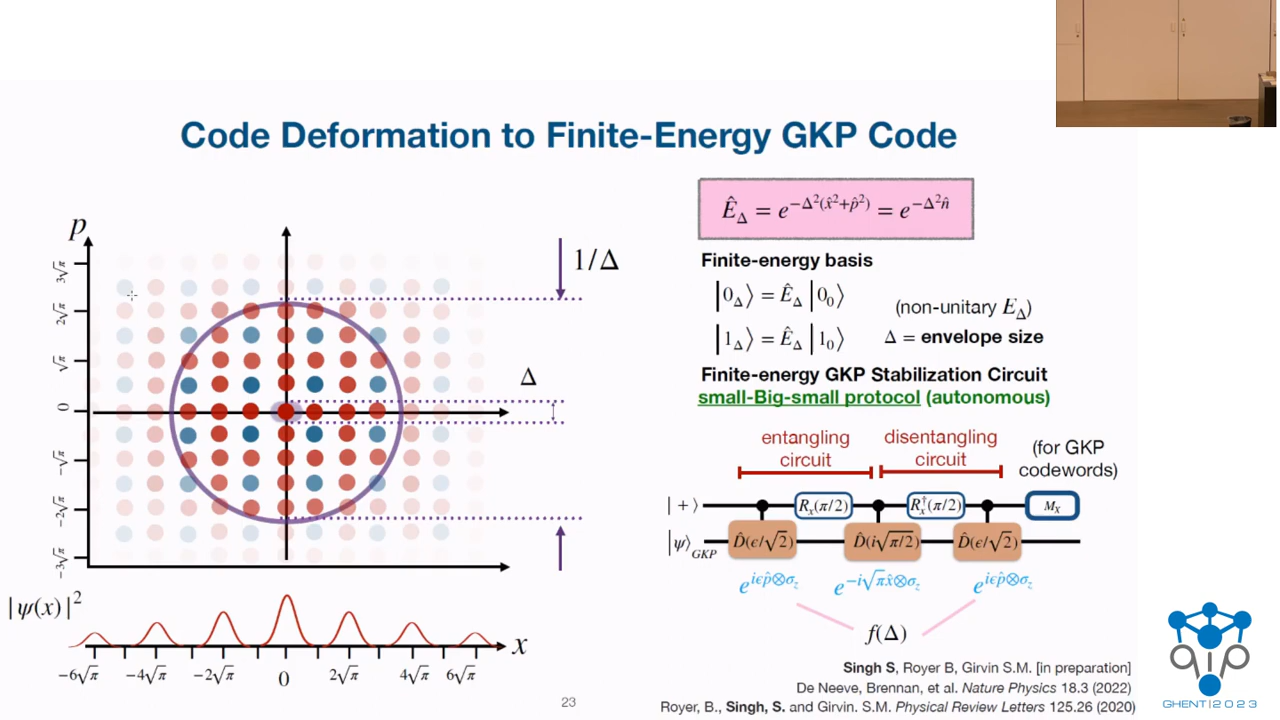 Code Deformation to Finite-Energy GKP Code
p
3√π
2√π
√π
0
-√π
-2√π
-3√π
1/Δ
Δ
|ψ(x)|²
x
-6√π -4√π -2√π 0 2√π 4√π 6√π
Ê_Δ = e^{-Δ²(x̂²+p̂²)} = e^{-Δ²n̂}
Finite-energy basis
|0_Δ⟩ = Ê_Δ |0₀⟩
(non-unitary E_Δ)
|1_Δ⟩ = Ê_Δ |1₀⟩
Δ = envelope size
Finite-energy GKP Stabilization Circuit
small-Big-small protocol (autonomous)
entangling circuit
disentangling circuit
(for GKP codewords)
|+⟩ R_x(π/2) R_x†(π/2) M_X
|ψ⟩_GKP D̂(ϵ/√2) D̂(i√π/2) D̂(ϵ/√2)
e^{iϵp̂⊗σ_z} e^{-i√πx̂⊗σ_z} e^{iϵp̂⊗σ_z}
f(Δ)
Singh S, Royer B, Girvin S.M. [in preparation]
De Neeve, Brennan, et al. Nature Physics 18.3 (2022)
Royer, B., Singh, S. and Girvin. S.M. Physical Review Letters 125.26 (2020)
23
qip
GHENT|2023